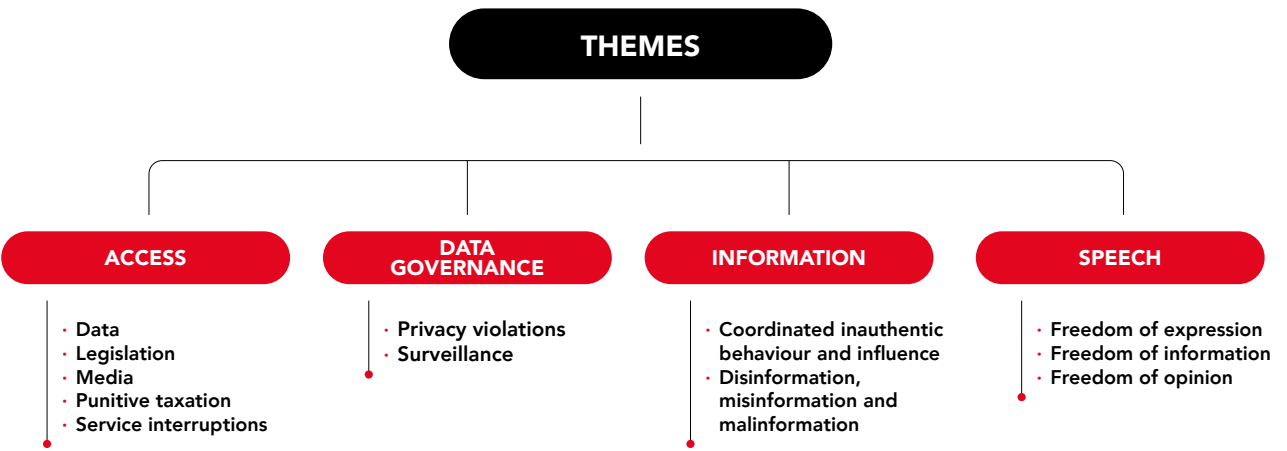 THEMES
ACCESS
· Data
· Legislation
· Media
· Punitive taxation
· Service interruptions
DATA
GOVERNANCE
· Privacy violations
· Surveillance
INFORMATION
· Coordinated inauthentic
behaviour and influence
· Disinformation,
misinformation and
malinformation
SPEECH
· Freedom of expression
· Freedom of information
· Freedom of opinion